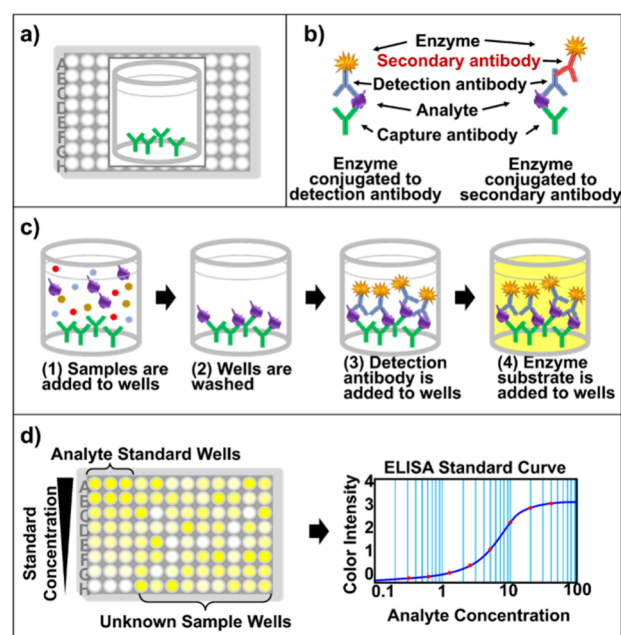 a)
A
B
C
D
E
F
G
H
b)
Enzyme
Secondary antibody
Detection antibody
Analyte
Capture antibody
Enzyme
conjugated to
detection antibody
Enzyme
conjugated to
secondary antibody
c)
(1) Samples are
added to wells
(2) Wells are
washed
(3) Detection
antibody is
added to wells
(4) Enzyme
substrate is
added to wells
d)
Analyte Standard Wells
Standard
Concentration
A
B
C
D
E
F
G
H
Unknown Sample Wells
ELISA Standard Curve
Color Intensity
4
3
2
1
0
0.1
1
10
100
Analyte Concentration